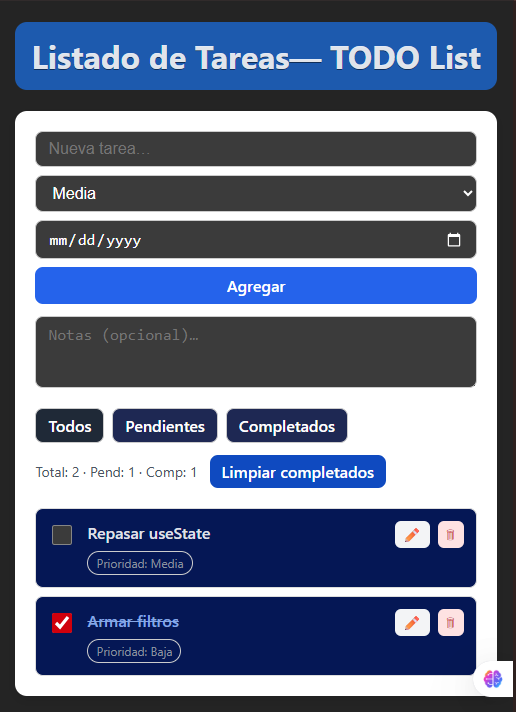 Listado de Tareas— TODO List
Nueva tarea…
Media
mm/dd/yyyy
Agregar
Notas (opcional)…
Todos Pendientes Completados
Total: 2 · Pend: 1 · Comp: 1 Limpiar completados
Repasar useState
Prioridad: Media
Armar filtros
Prioridad: Baja